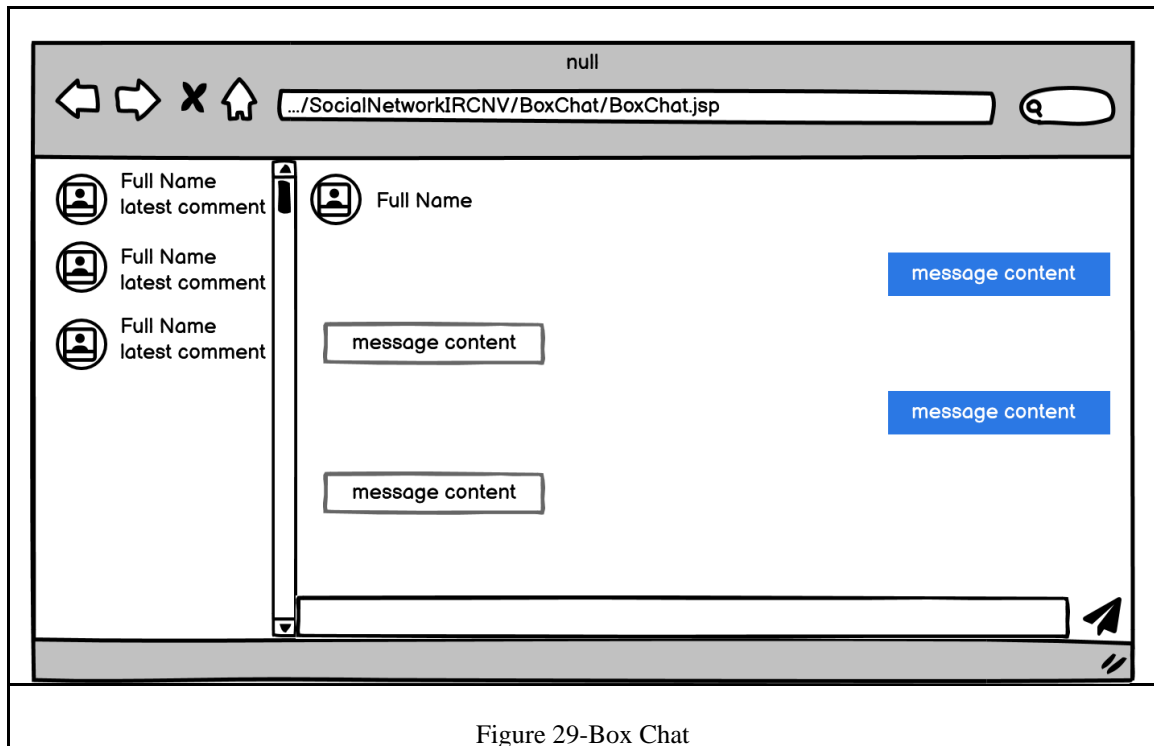 null
.../SocialNetworkIRCNV/BoxChat/BoxChat.jsp
Full Name
latest comment
Full Name
latest comment
Full Name
latest comment
Full Name
message content
message content
message content
message content
Figure 29-Box Chat